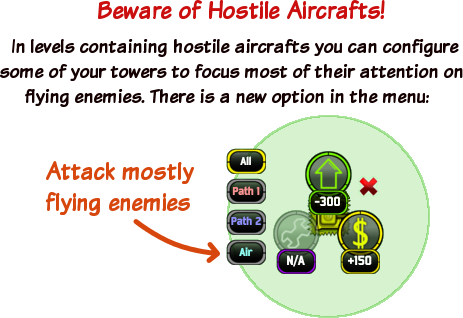 Beware of Hostile Aircrafts!
In levels containing hostile aircrafts you can configure
some of your towers to focus most of their attention on
flying enemies. There is a new option in the menu:
Attack mostly
flying enemies
All
Path 1
Path 2
Air
-300
N/A
$
+150